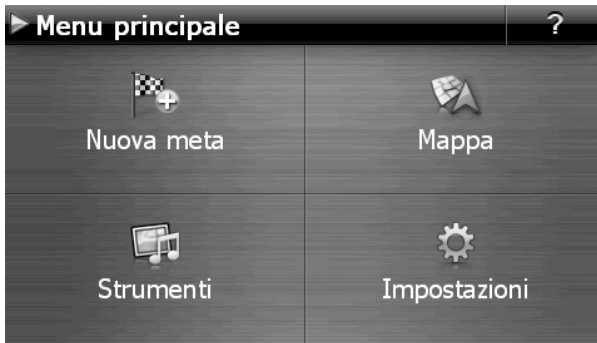 Menu principale ?
Nuova meta
Mappa
Strumenti
Impostazioni